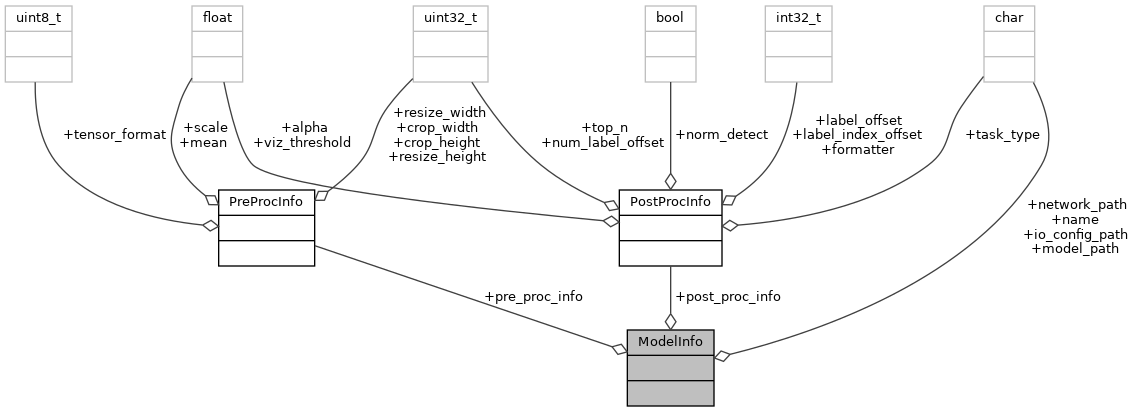 uint8_t
float
uint32_t
bool
int32_t
char
+tensor_format
+scale
+mean
+alpha
+viz_threshold
+resize_width
+crop_width
+crop_height
+resize_height
+top_n
+num_label_offset
+norm_detect
+label_offset
+label_index_offset
+formatter
+task_type
PreProcInfo
PostProcInfo
+network_path
+name
+io_config_path
+model_path
+pre_proc_info
+post_proc_info
ModelInfo